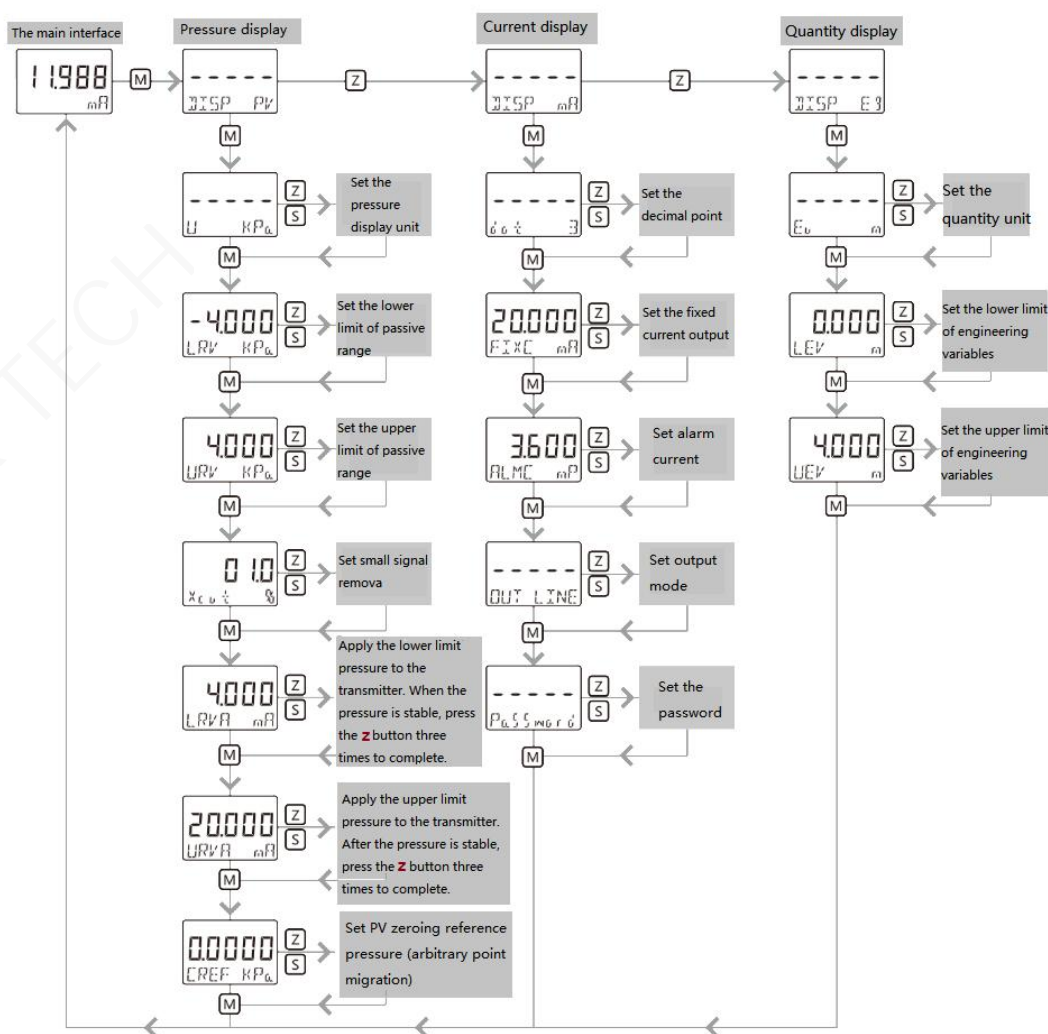 The main interface
Pressure display
Current display
Quantity display
11.988
mA
M
- - - - -
DISP PV
Z
- - - - -
DISP mA
Z
- - - - -
DISP EU
M
M
M
- - - - -
U KPa
Z
S
Set the
pressure
display unit
- - - - -
dot 3
Z
S
Set the
decimal point
- - - - -
Eu m
Z
S
Set the
quantity unit
M
M
M
-4.000
LRV KPa
Z
S
Set the lower
limit of passive
range
20.000
FIXC mA
Z
S
Set the fixed
current output
0.000
LEV m
Z
S
Set the lower limit
of engineering
variables
M
M
M
4.000
URV KPa
Z
S
Set the upper
limit of passive
range
3.600
ALMC mP
Z
S
Set alarm
current
4.000
UEV m
Z
S
Set the upper limit
of engineering
variables
M
M
M
01.0
Xcut %
Z
S
Set small signal
remova
- - - - -
OUT LINE
Z
S
Set output
mode
M
M
4.000
LRVA mA
Z
S
Apply the lower limit
pressure to the
transmitter. When the
pressure is stable, press
the Z button three
times to complete.
- - - - -
PaSSword
Z
S
Set the
password
M
M
20.000
URVA mA
Z
S
Apply the upper limit
pressure to the transmitter.
After the pressure is stable,
press the Z button three
times to complete.
M
0.0000
CREF KPa
Z
S
Set PV zeroing reference
pressure (arbitrary point
migration)
M
TECH